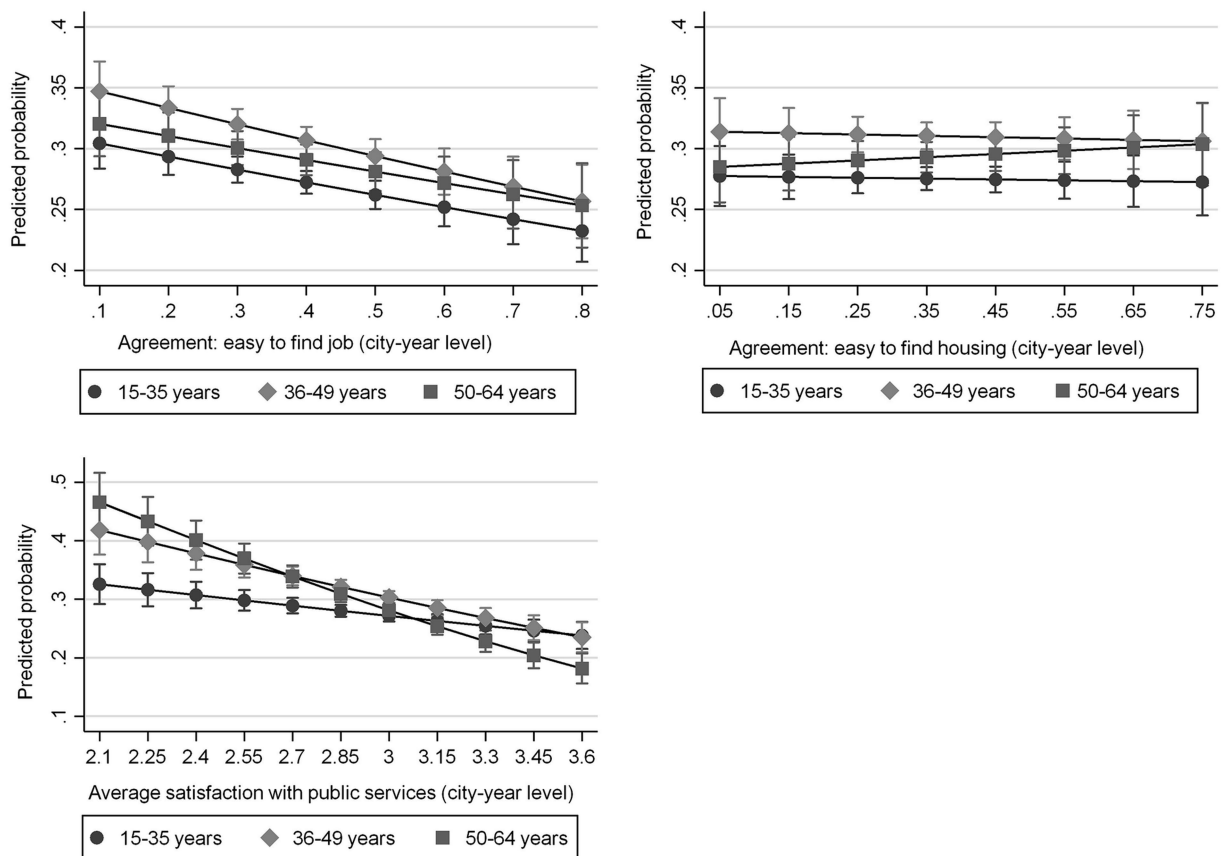 .4
.35
.3
.25
.2
Predicted probability
.1 .2 .3 .4 .5 .6 .7 .8
Agreement: easy to find job (city-year level)
15-35 years 36-49 years 50-64 years
.4
.35
.3
.25
.2
Predicted probability
.05 .15 .25 .35 .45 .55 .65 .75
Agreement: easy to find housing (city-year level)
15-35 years 36-49 years 50-64 years
.5
.4
.3
.2
.1
Predicted probability
2.1 2.25 2.4 2.55 2.7 2.85 3 3.15 3.3 3.45 3.6
Average satisfaction with public services (city-year level)
15-35 years 36-49 years 50-64 years